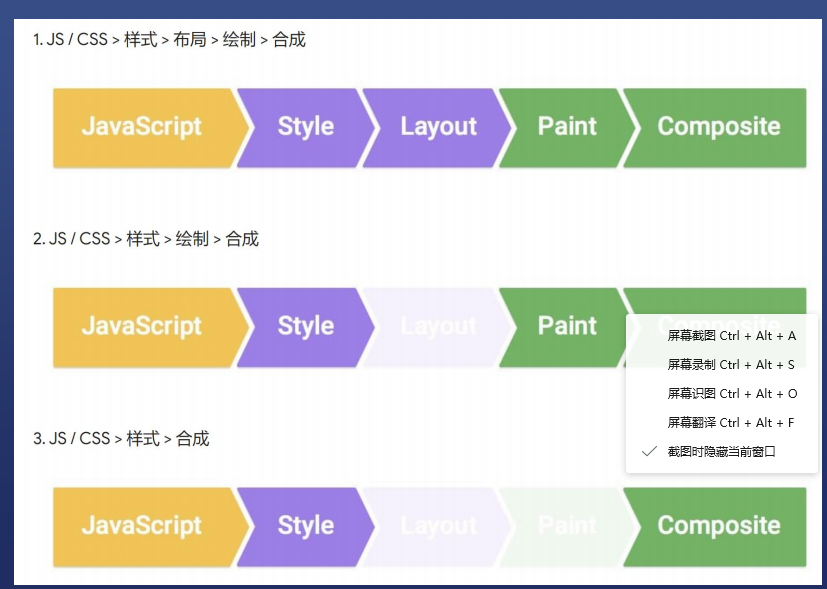 1. JS / CSS > 样式 > 布局 > 绘制 > 合成
JavaScript Style Layout Paint Composite
2. JS / CSS > 样式 > 绘制 > 合成
JavaScript Style Layout Paint Composite
屏幕截图 Ctrl + Alt + A
屏幕录制 Ctrl + Alt + S
屏幕识图 Ctrl + Alt + O
屏幕翻译 Ctrl + Alt + F
截图时隐藏当前窗口
3. JS / CSS > 样式 > 合成
JavaScript Style Layout Paint Composite